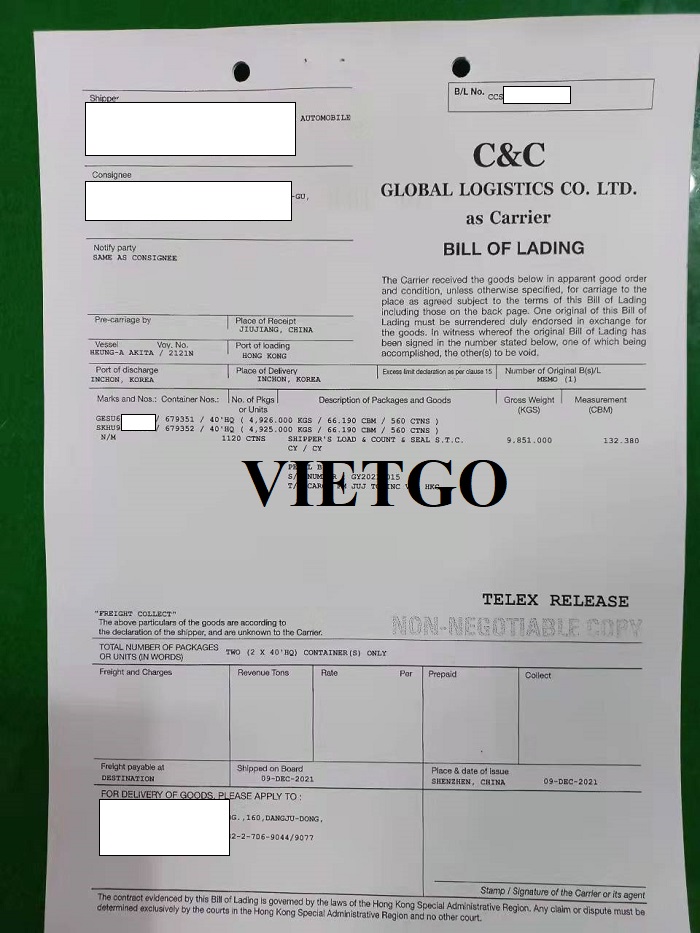 Shipper
AUTOMOBILE
B/L No. CCS
C&C
GLOBAL LOGISTICS CO. LTD.
as Carrier
BILL OF LADING
Consignee
-GU,
Notify party
SAME AS CONSIGNEE
The Carrier received the goods below in apparent good order
and condition, unless otherwise specified, for carriage to the
place as agreed subject to the terms of this Bill of Lading
including those on the back page. One original of this Bill of
Lading must be surrendered duly endorsed in exchange for
the goods. In witness whereof the original Bill of Lading has
been signed in the number stated below, one of which being
accomplished, the other(s) to be void.
Pre-carriage by
Place of Receipt
JIUJIANG, CHINA
Vessel Voy. No.
HEUNG-A AKITA / 2121N
Port of loading
HONG KONG
Port of discharge
INCHON, KOREA
Place of Delivery
INCHON, KOREA
Excess limit declaration as per clause 15
Number of Original B(s)/L
MEMO (1)
Marks and Nos.: Container Nos.: No. of Pkgs or Units Description of Packages and Goods Gross Weight (KGS) Measurement (CBM)
GESU6 / 679351 / 40'HQ ( 4,926.000 KGS / 66.190 CBM / 560 CTNS )
SKHU9 / 679352 / 40'HQ ( 4,925.000 KGS / 66.190 CBM / 560 CTNS )
N/M 1120 CTNS SHIPPER'S LOAD & COUNT & SEAL S.T.C. 9.851.000 132.380
CY / CY
VIETGO
TELEX RELEASE
NON-NEGOTIABLE COPY
"FREIGHT COLLECT"
The above particulars of the goods are according to
the declaration of the shipper, and are unknown to the Carrier.
TOTAL NUMBER OF PACKAGES
OR UNITS (IN WORDS) TWO (2 X 40'HQ) CONTAINER(S) ONLY
Freight and Charges Revenue Tons Rate Per Prepaid Collect
Freight payable at
DESTINATION
Shipped on Board
09-DEC-2021
Place & date of issue
SHENZHEN, CHINA 09-DEC-2021
FOR DELIVERY OF GOODS, PLEASE APPLY TO :
G.,160,DANGJU-DONG,
2-2-706-9044/9077
Stamp / Signature of the Carrier or its agent
The contract evidenced by this Bill of Lading is governed by the laws of the Hong Kong Special Administrative Region. Any claim or dispute must be
determined exclusively by the courts in the Hong Kong Special Administrative Region and no other court.